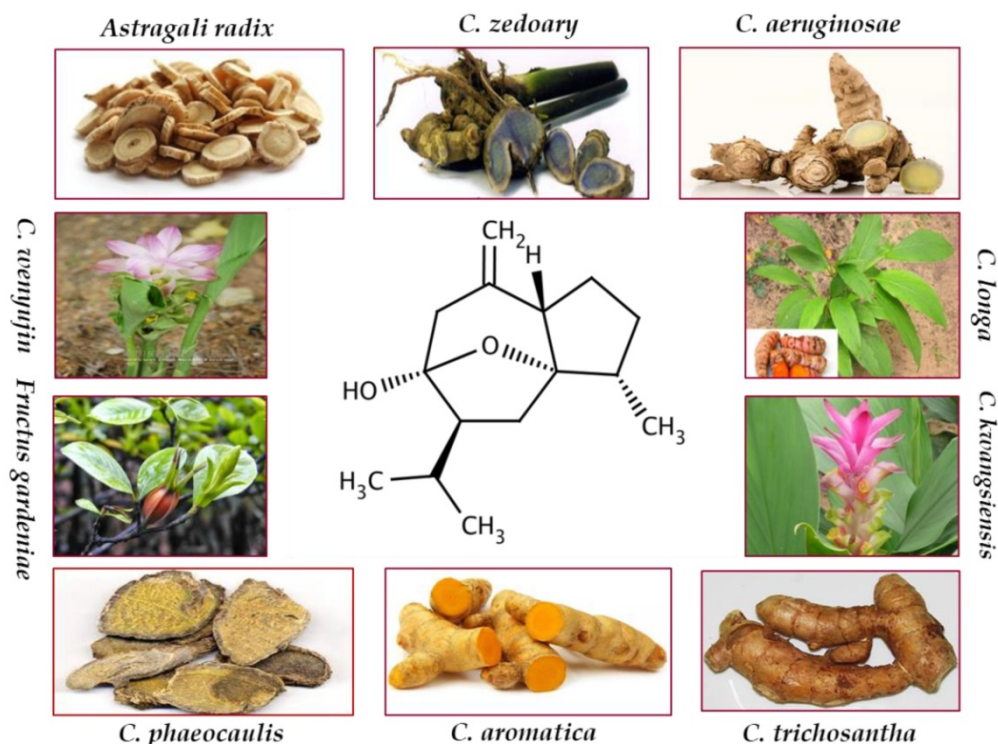 Astragali radix
C. zedoary
C. aeruginosae
C. wenyujin
CH2
H
O
HO
CH3
H3C
CH3
C. longa
Fructus gardeniae
C. kwangsiensis
C. phaeocaulis
C. aromatica
C. trichosantha